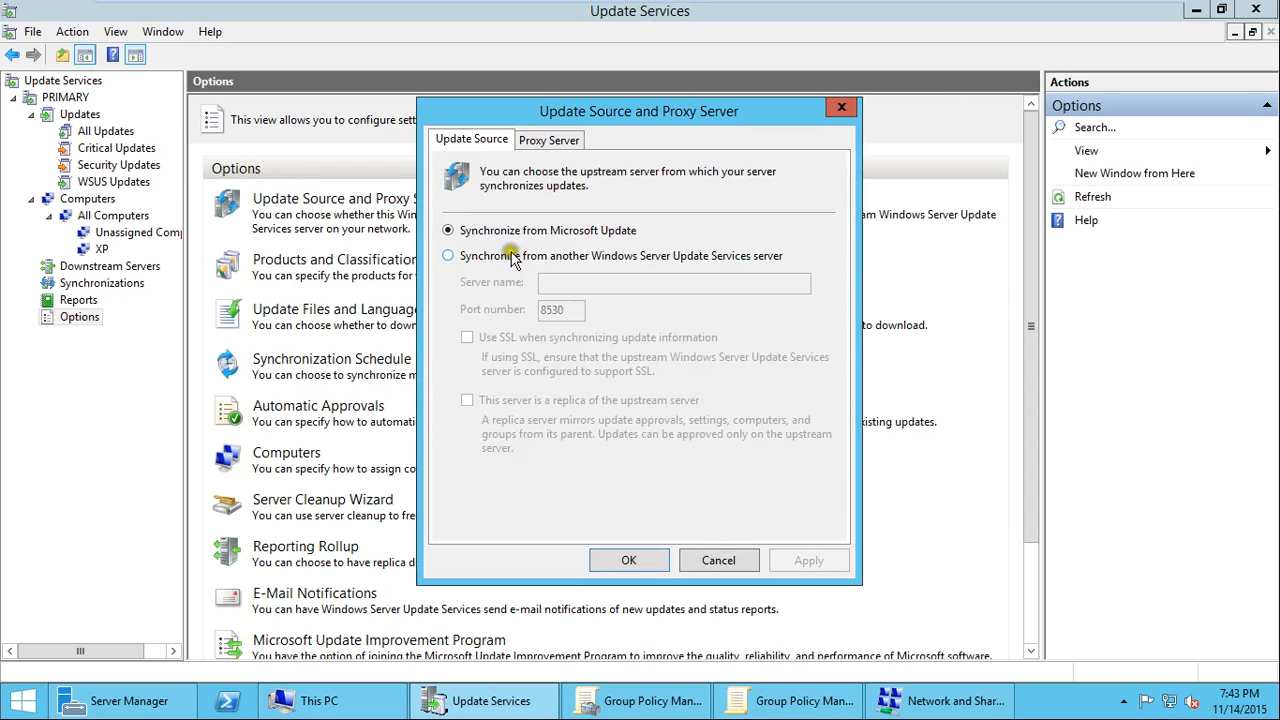 Update Services
File Action View Window Help
Update Services
PRIMARY
Updates
All Updates
Critical Updates
Security Updates
WSUS Updates
Computers
All Computers
Unassigned Comp
XP
Downstream Servers
Synchronizations
Reports
Options
Options
This view allows you to configure sett
Options
Update Source and Proxy S
You can choose whether this Win
Windows Server Update
Services server on your network.
Products and Classification
You can specify the products for
Update Files and Language
You can choose whether to down
dates.
Synchronization Schedule
You can choose to synchronize m
Automatic Approvals
You can specify how to automatic
xisting updates.
Computers
You can specify how to assign co
Server Cleanup Wizard
You can use server cleanup to fre
Reporting Rollup
You can choose to have replica d
E-Mail Notifications
You can have Windows Server Update Services send e-mail notifications of new updates and status reports.
Microsoft Update Improvement Program
You have the option of joining the Microsoft Update Improvement Program to improve the quality, reliability, and performance of Microsoft software.
Update Source and Proxy Server
Update Source Proxy Server
You can choose the upstream server from which your server
synchronizes updates.
Synchronize from Microsoft Update
Synchronize from another Windows Server Update Services server
Server name:
Port number: 8530
Use SSL when synchronizing update information
If using SSL, ensure that the upstream Windows Server Update Services
server is configured to support SSL.
This server is a replica of the upstream server
A replica server mirrors update approvals, settings, computers, and
groups from its parent. Updates can be approved only on the upstream
server.
OK Cancel Apply
Actions
Options
Search...
View
New Window from Here
Refresh
Help
Server Manager
This PC
Update Services
Group Policy Man...
Group Policy Man...
Network and Shar...
7:43 PM
11/14/2015